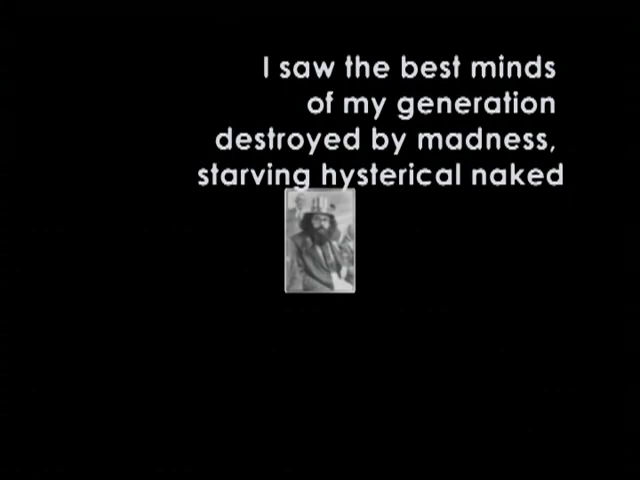 I saw the best minds
of my generation
destroyed by madness,
starving hysterical naked